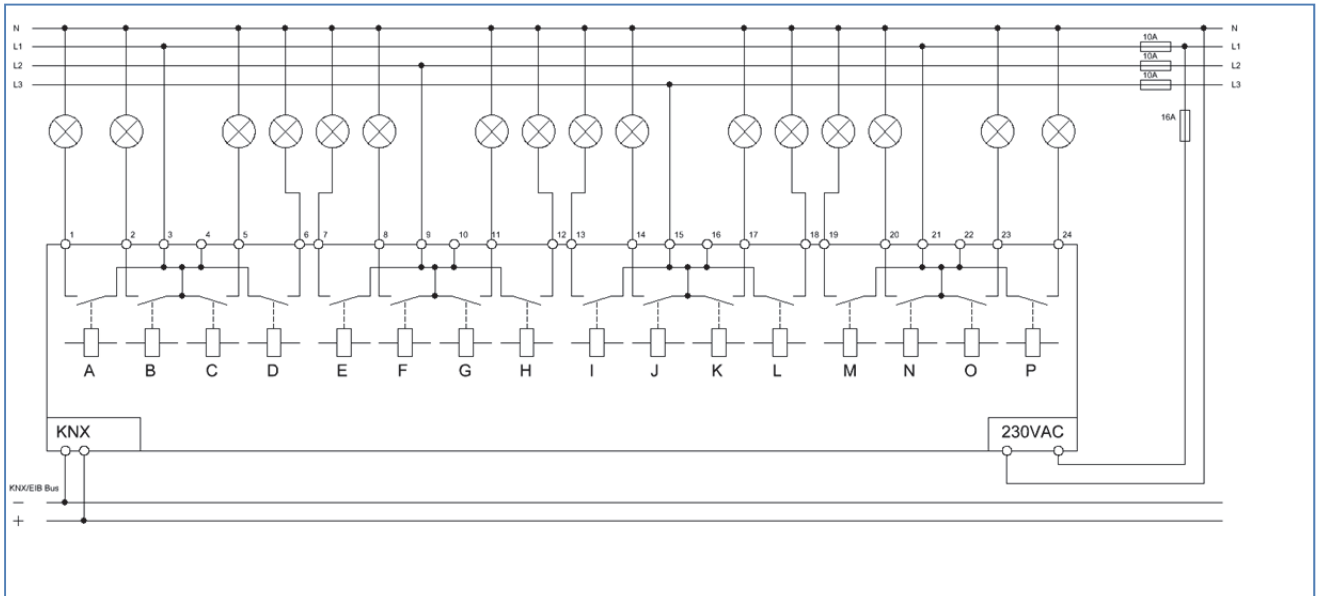 N N
10A
L1 L1
10A
L2 L2
10A
L3 L3
16A
1 2 3 4 5 6 7 8 9 10 11 12 13 14 15 16 17 18 19 20 21 22 23 24
A B C D E F G H I J K L M N O P
KNX 230VAC
KNX/EIB Bus
−
+